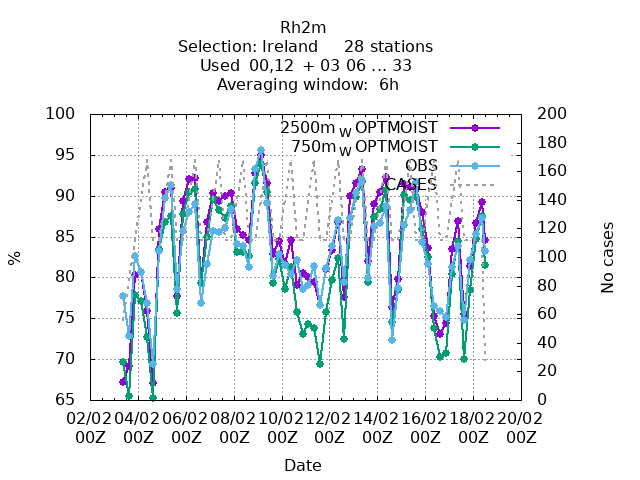 Rh2m
Selection: Ireland 28 stations
Used 00,12 + 03 06 ... 33
Averaging window: 6h
100
95
90
85
80
75
70
65
%
200
180
160
140
120
100
80
60
40
20
0
No cases
2500m W OPTMOIST
750m W OPTMOIST
OBS
CASES
02/02 04/02 06/02 08/02 10/02 12/02 14/02 16/02 18/02 20/02
00Z 00Z 00Z 00Z 00Z 00Z 00Z 00Z 00Z 00Z
Date